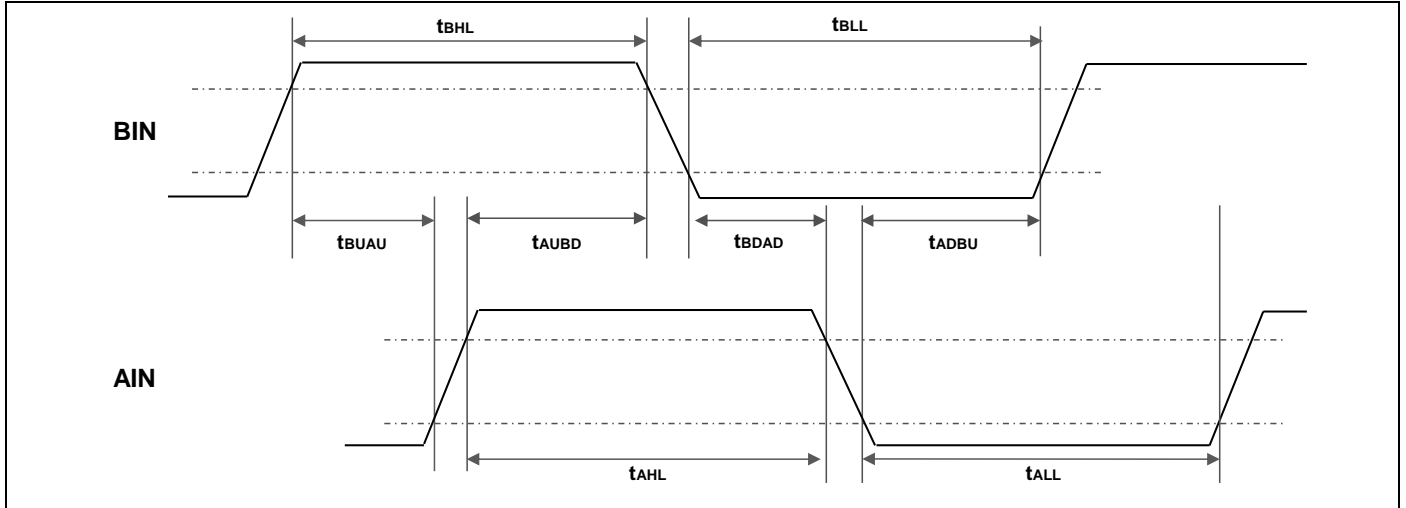 tBHL
tBLL
BIN
tBUAU
tAUBD
tBDAD
tADBU
AIN
tAHL
tALL